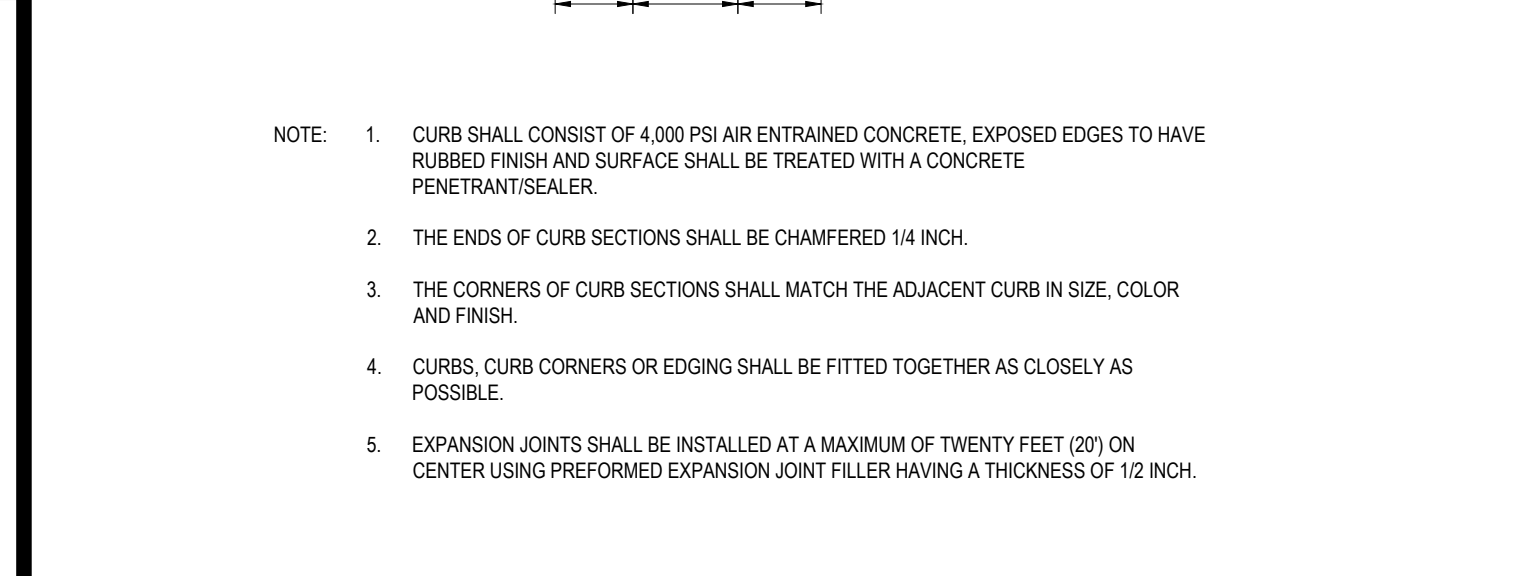 NOTE: 1. CURB SHALL CONSIST OF 4,000 PSI AIR ENTRAINED CONCRETE, EXPOSED EDGES TO HAVE
RUBBED FINISH AND SURFACE SHALL BE TREATED WITH A CONCRETE
PENETRANT/SEALER.
2. THE ENDS OF CURB SECTIONS SHALL BE CHAMFERED 1/4 INCH.
3. THE CORNERS OF CURB SECTIONS SHALL MATCH THE ADJACENT CURB IN SIZE, COLOR
AND FINISH.
4. CURBS, CURB CORNERS OR EDGING SHALL BE FITTED TOGETHER AS CLOSELY AS
POSSIBLE.
5. EXPANSION JOINTS SHALL BE INSTALLED AT A MAXIMUM OF TWENTY FEET (20') ON
CENTER USING PREFORMED EXPANSION JOINT FILLER HAVING A THICKNESS OF 1/2 INCH.